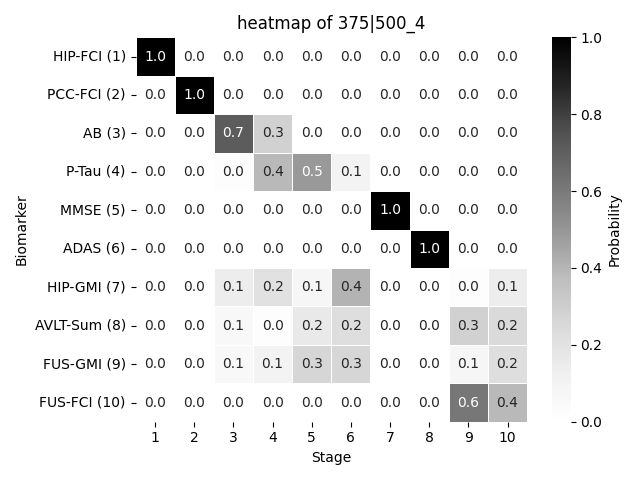 heatmap of 375|500_4
HIP-FCI (1) 1.0 0.0 0.0 0.0 0.0 0.0 0.0 0.0 0.0 0.0
PCC-FCI (2) 0.0 1.0 0.0 0.0 0.0 0.0 0.0 0.0 0.0 0.0
AB (3) 0.0 0.0 0.7 0.3 0.0 0.0 0.0 0.0 0.0 0.0
P-Tau (4) 0.0 0.0 0.0 0.4 0.5 0.1 0.0 0.0 0.0 0.0
MMSE (5) 0.0 0.0 0.0 0.0 0.0 0.0 1.0 0.0 0.0 0.0
ADAS (6) 0.0 0.0 0.0 0.0 0.0 0.0 0.0 1.0 0.0 0.0
HIP-GMI (7) 0.0 0.0 0.1 0.2 0.1 0.4 0.0 0.0 0.0 0.1
AVLT-Sum (8) 0.0 0.0 0.1 0.0 0.2 0.2 0.0 0.0 0.3 0.2
FUS-GMI (9) 0.0 0.0 0.1 0.1 0.3 0.3 0.0 0.0 0.1 0.2
FUS-FCI (10) 0.0 0.0 0.0 0.0 0.0 0.0 0.0 0.0 0.6 0.4
1 2 3 4 5 6 7 8 9 10
Stage
Biomarker
1.0
0.8
0.6
0.4
0.2
0.0
Probability